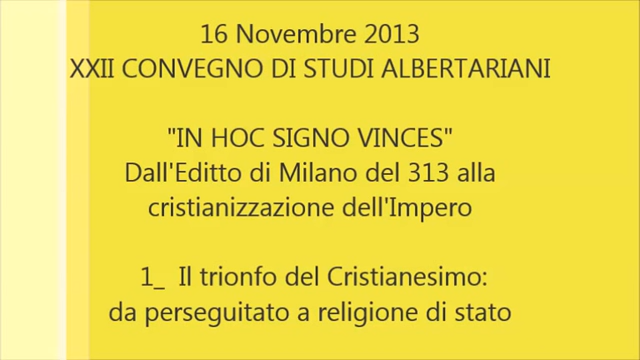 16 Novembre 2013
XXII CONVEGNO DI STUDI ALBERTARIANI
"IN HOC SIGNO VINCES"
Dall'Editto di Milano del 313 alla
cristianizzazione dell'Impero
1_ Il trionfo del Cristianesimo:
da perseguitato a religione di stato